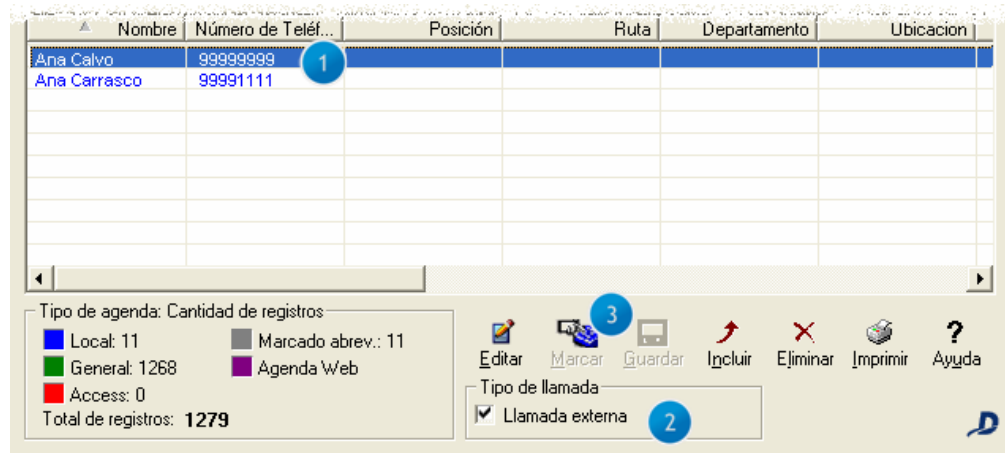 Nombre Número de Teléf... Posición Ruta Departamento Ubicacion
Ana Calvo 99999999 1
Ana Carrasco 99991111
Tipo de agenda: Cantidad de registros
Local: 11 Marcado abrev.: 11
General: 1268 Agenda Web
Access: 0
Total de registros: 1279
3
Editar Marcar Guardar Incluir Eliminar Imprimir Ayuda
Tipo de llamada
Llamada externa 2
D